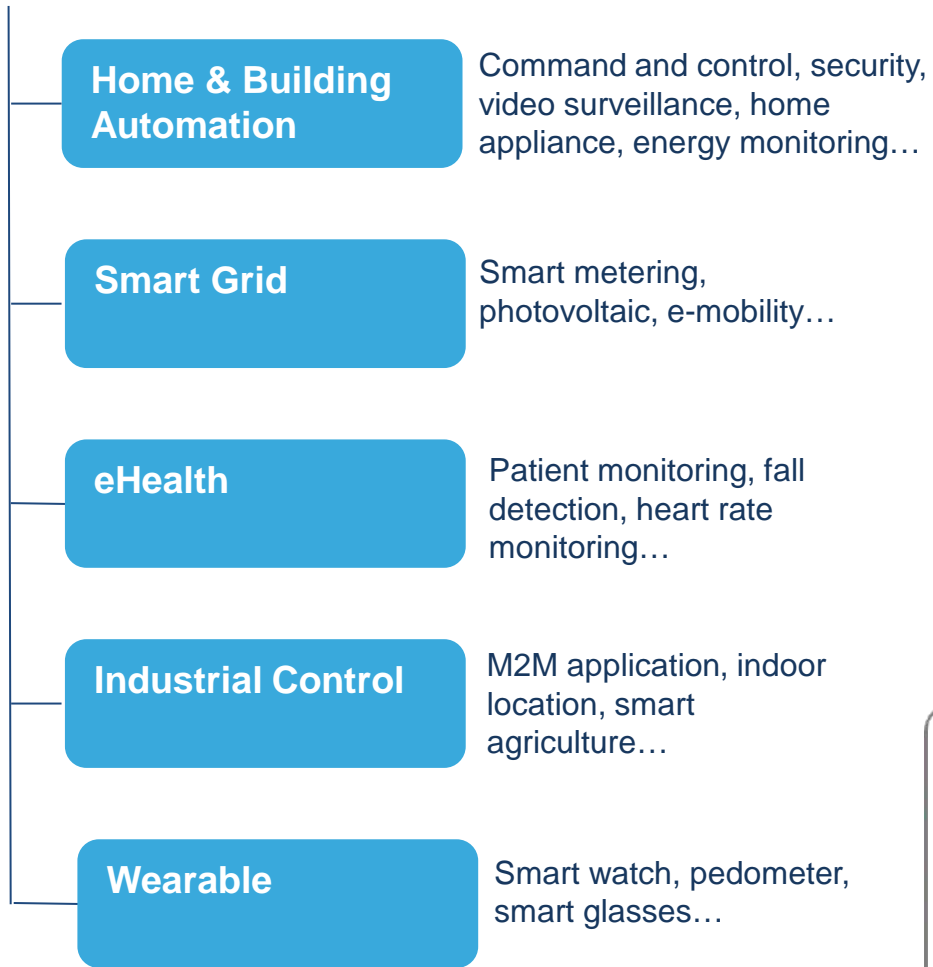 Home & Building
Automation
Command and control, security,
video surveillance, home
appliance, energy monitoring…
Smart Grid
Smart metering,
photovoltaic, e-mobility…
eHealth
Patient monitoring, fall
detection, heart rate
monitoring…
Industrial Control
M2M application, indoor
location, smart
agriculture…
Wearable
Smart watch, pedometer,
smart glasses…